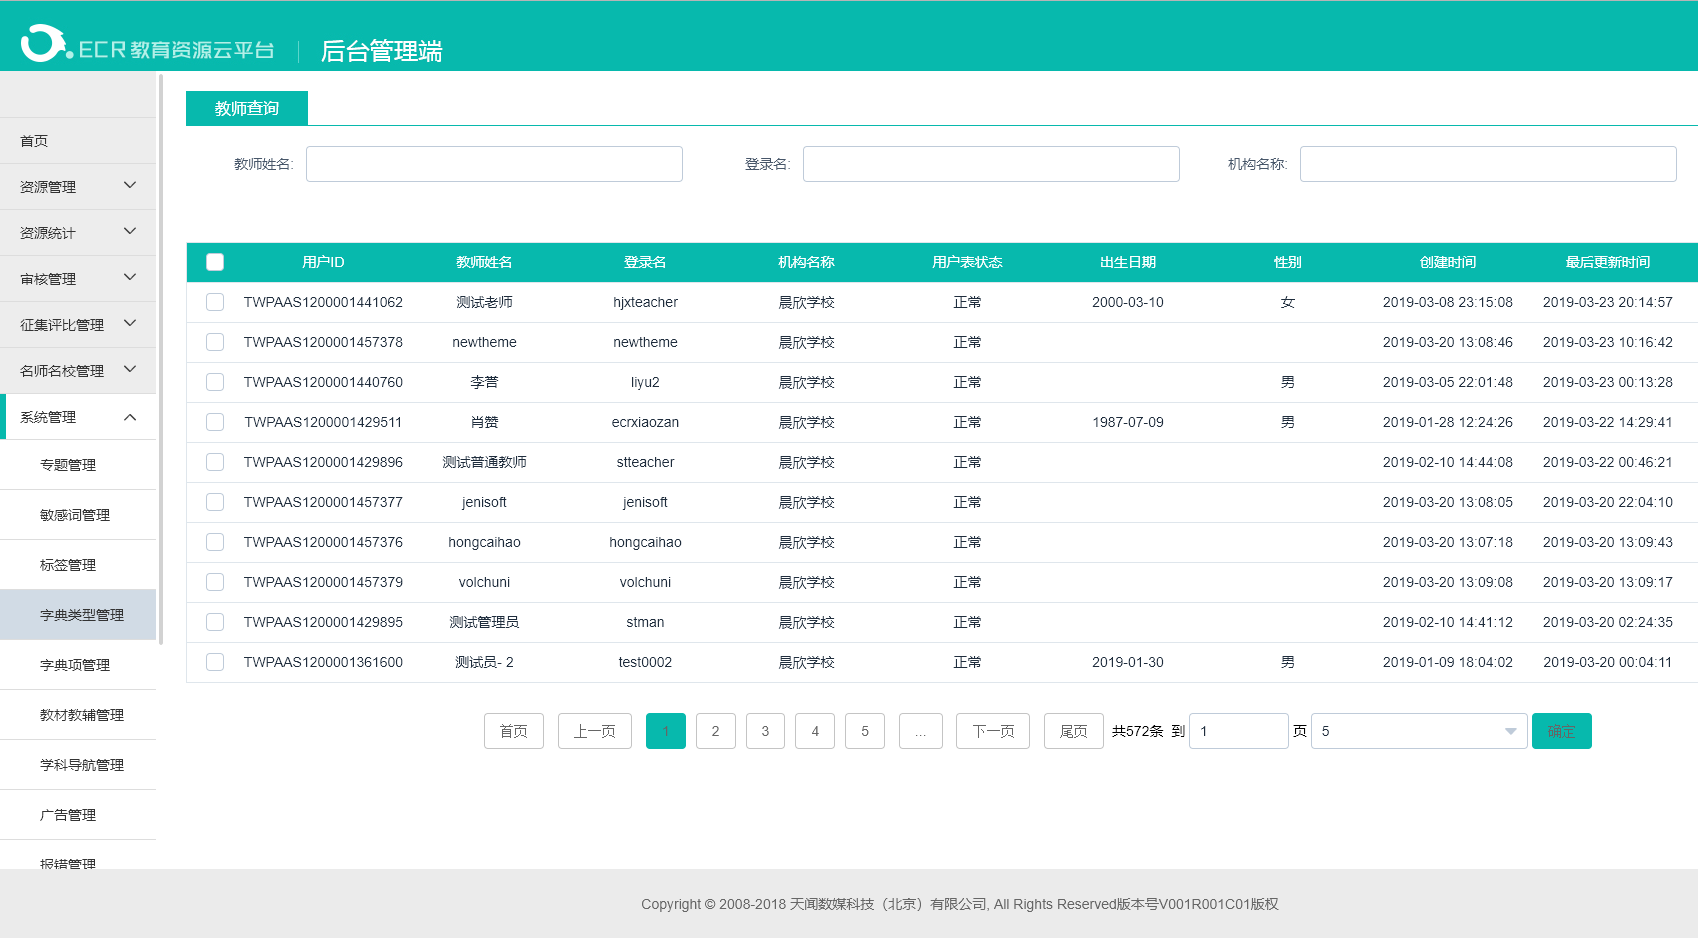 ECR教育资源云平台 后台管理端
首页
资源管理
资源统计
审核管理
征集评比管理
名师名校管理
系统管理
专题管理
敏感词管理
标签管理
字典类型管理
字典项管理
教材教辅管理
学科导航管理
广告管理
报错管理
教师查询
教师姓名: 登录名: 机构名称:
用户ID 教师姓名 登录名 机构名称 用户表状态 出生日期 性别 创建时间 最后更新时间
TWPAAS1200001441062 测试老师 hjxteacher 晨欣学校 正常 2000-03-10 女 2019-03-08 23:15:08 2019-03-23 20:14:57
TWPAAS1200001457378 newtheme newtheme 晨欣学校 正常 2019-03-20 13:08:46 2019-03-23 10:16:42
TWPAAS1200001440760 李 liyu2 晨欣学校 正常 男 2019-03-05 22:01:48 2019-03-23 00:13:28
TWPAAS1200001429511 肖赞 ecrxiaozan 晨欣学校 正常 1987-07-09 男 2019-01-28 12:24:26 2019-03-22 14:29:41
TWPAAS1200001429896 测试普通教师 stteacher 晨欣学校 正常 2019-02-10 14:44:08 2019-03-22 00:46:21
TWPAAS1200001457377 jenisoft jenisoft 晨欣学校 正常 2019-03-20 13:08:05 2019-03-20 22:04:10
TWPAAS1200001457376 hongcaihao hongcaihao 晨欣学校 正常 2019-03-20 13:07:18 2019-03-20 13:09:43
TWPAAS1200001457379 volchuni volchuni 晨欣学校 正常 2019-03-20 13:09:08 2019-03-20 13:09:17
TWPAAS1200001429895 测试管理员 stman 晨欣学校 正常 2019-02-10 14:41:12 2019-03-20 02:24:35
TWPAAS1200001361600 测试员- 2 test0002 晨欣学校 正常 2019-01-30 男 2019-01-09 18:04:02 2019-03-20 00:04:11
首页 上一页 1 2 3 4 5 ... 下一页 尾页 共572条 到 1 页 5 确定
Copyright © 2008-2018 天闻数媒科技（北京）有限公司, All Rights Reserved版本号V001R001C01版权